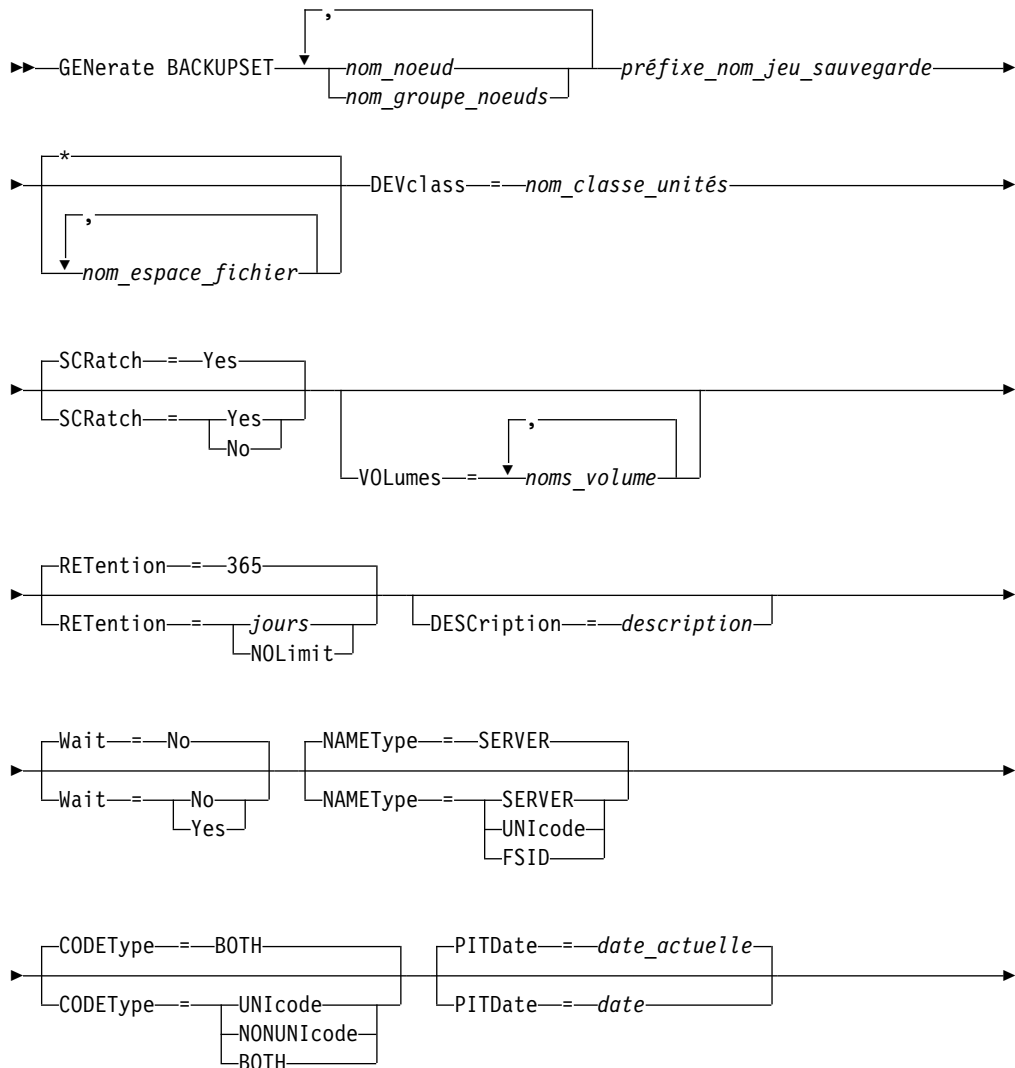 ,
GENerate BACKUPSET nom_noeud préfixe_nom_jeu_sauvegarde
nom_groupe_noeuds
*
DEVclass = nom_classe_unités
,
nom_espace_fichier
SCRatch = Yes
SCRatch = Yes
No
,
VOLumes = noms_volume
RETention = 365
RETention = jours
NOLimit
DESCription = description
Wait = No
Wait = No
Yes
NAMEType = SERVER
NAMEType = SERVER
UNIcode
FSID
CODEType = BOTH
CODEType = UNIcode
NONUNIcode
BOTH
PITDate = date_actuelle
PITDate = date